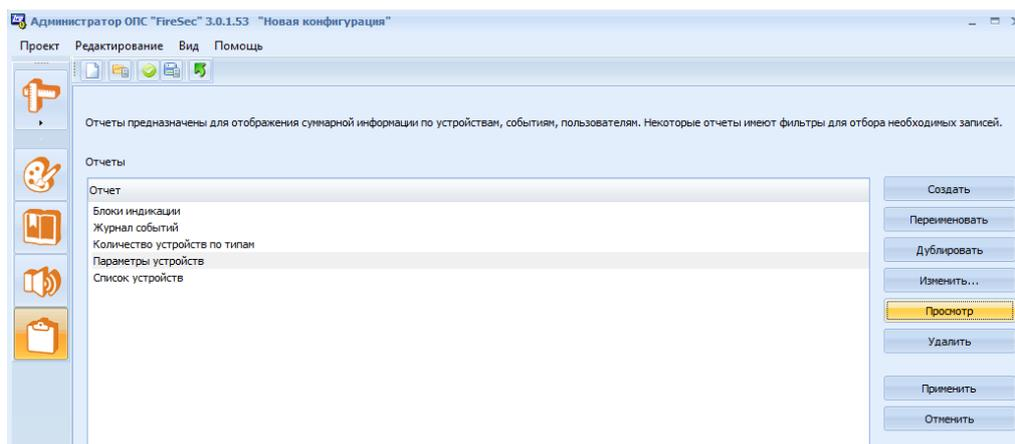 Администратор ОПС "FireSec" 3.0.1.53 "Новая конфигурация"
Проект Редактирование Вид Помощь
Отчеты предназначены для отображения суммарной информации по устройствам, событиям, пользователям. Некоторые отчеты имеют фильтры для отбора необходимых записей.
Отчеты
Отчет
Блоки индикации
Журнал событий
Количество устройств по типам
Параметры устройств
Список устройств
Создать
Переименовать
Дублировать
Изменить...
Просмотр
Удалить
Применить
Отменить